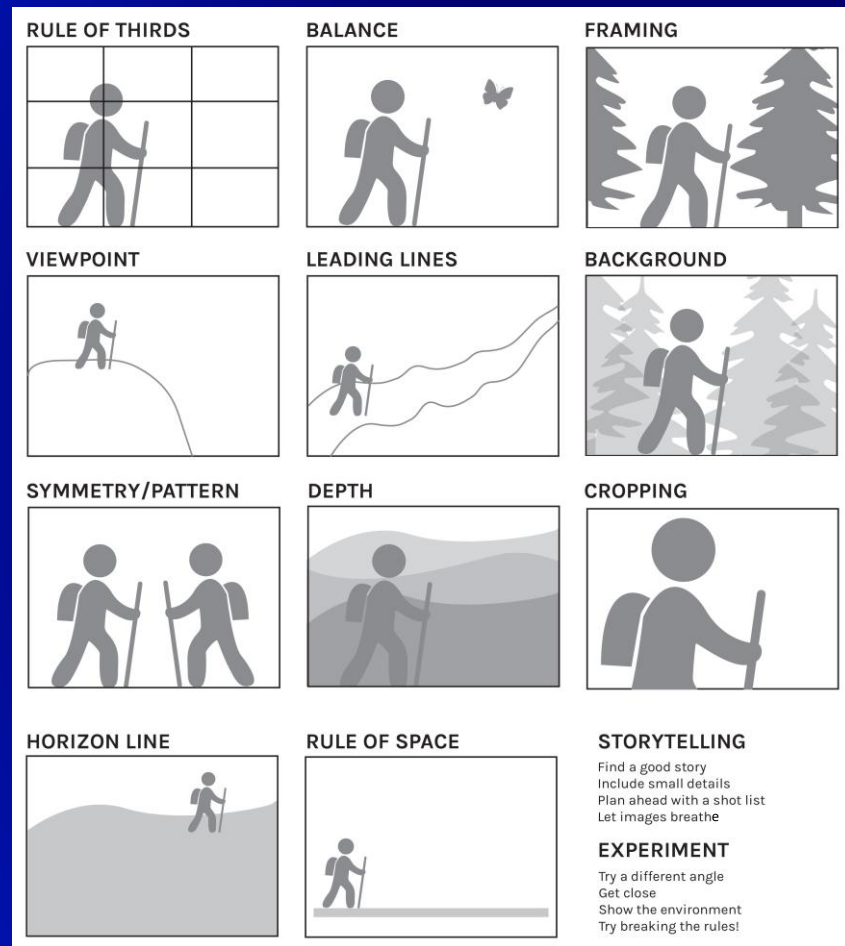 RULE OF THIRDS
BALANCE
FRAMING
VIEWPOINT
LEADING LINES
BACKGROUND
SYMMETRY/PATTERN
DEPTH
CROPPING
HORIZON LINE
RULE OF SPACE
STORYTELLING
Find a good story
Include small details
Plan ahead with a shot list
Let images breathe
EXPERIMENT
Try a different angle
Get close
Show the environment
Try breaking the rules!